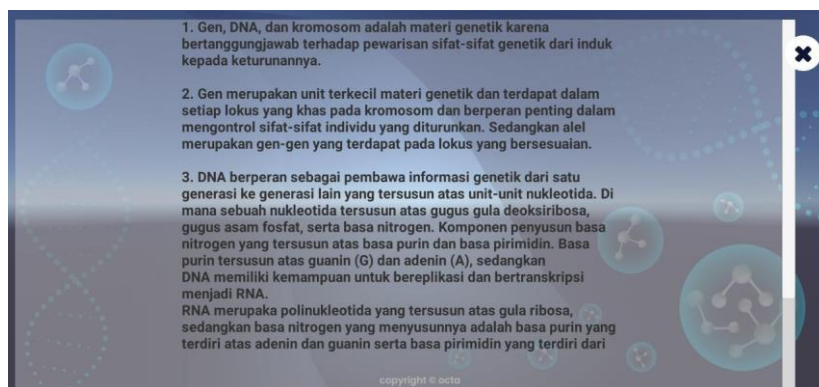 1. Gen, DNA, dan kromosom adalah materi genetik karena
bertanggungjawab terhadap pewarisan sifat-sifat genetik dari induk
kepada keturunannya.
2. Gen merupakan unit terkecil materi genetik dan terdapat dalam
setiap lokus yang khas pada kromosom dan berperan penting dalam
mengontrol sifat-sifat individu yang diturunkan. Sedangkan alel
merupakan gen-gen yang terdapat pada lokus yang bersesuaian.
3. DNA berperan sebagai pembawa informasi genetik dari satu
generasi ke generasi lain yang tersusun atas unit-unit nukleotida. Di
mana sebuah nukleotida tersusun atas gugus gula deoksiribosa,
gugus asam fosfat, serta basa nitrogen. Komponen penyusun basa
nitrogen yang tersusun atas basa purin dan basa pirimidin. Basa
purin tersusun atas guanin (G) dan adenin (A), sedangkan
DNA memiliki kemampuan untuk bereplikasi dan bertranskripsi
menjadi RNA.
RNA merupaka polinukleotida yang tersusun atas gula ribosa,
sedangkan basa nitrogen yang menyusunnya adalah basa purin yang
terdiri atas adenin dan guanin serta basa pirimidin yang terdiri dari
copyright © octa